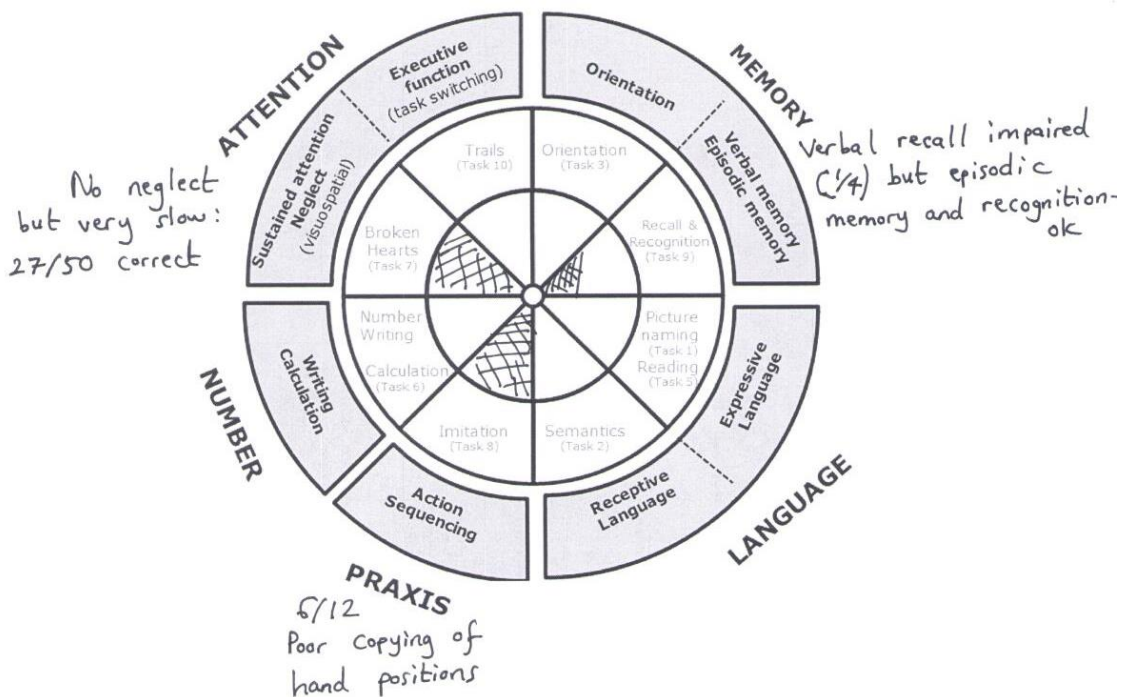 ATTENTION
Executive
function
(task switching)
Sustained attention
Neglect
(visuospatial)
MEMORY
Orientation
Verbal memory
Episodic memory
Trails
(Task 10)
Orientation
(Task 3)
Broken
Hearts
(Task 7)
Recall &
Recognition
(Task 9)
Number
Writing
Calculation
(Task 6)
Picture
naming
(Task 1)
Reading
(Task 5)
Imitation
(Task 8)
Semantics
(Task 2)
NUMBER
Writing
Calculation
PRAXIS
Action
Sequencing
LANGUAGE
Expressive
Language
Receptive
Language
No neglect
but very slow:
27/50 correct
Verbal recall impaired
(1/4) but episodic
memory and recognition-
ok
Poor copying of
hand positions